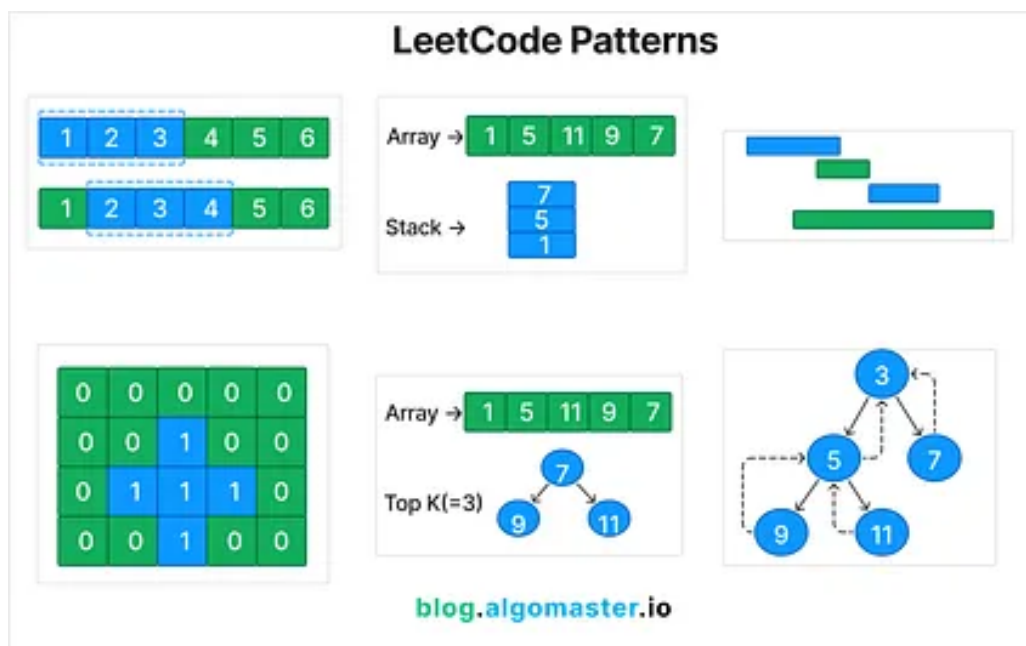 LeetCode Patterns
1 2 3 4 5 6
1 2 3 4 5 6
Array → 1 5 11 9 7
Stack →
7
5
1
0 0 0 0 0
0 0 1 0 0
0 1 1 1 0
0 0 1 0 0
Array → 1 5 11 9 7
Top K(=3)
7
9 11
3
5 7
9 11
blog.algomaster.io